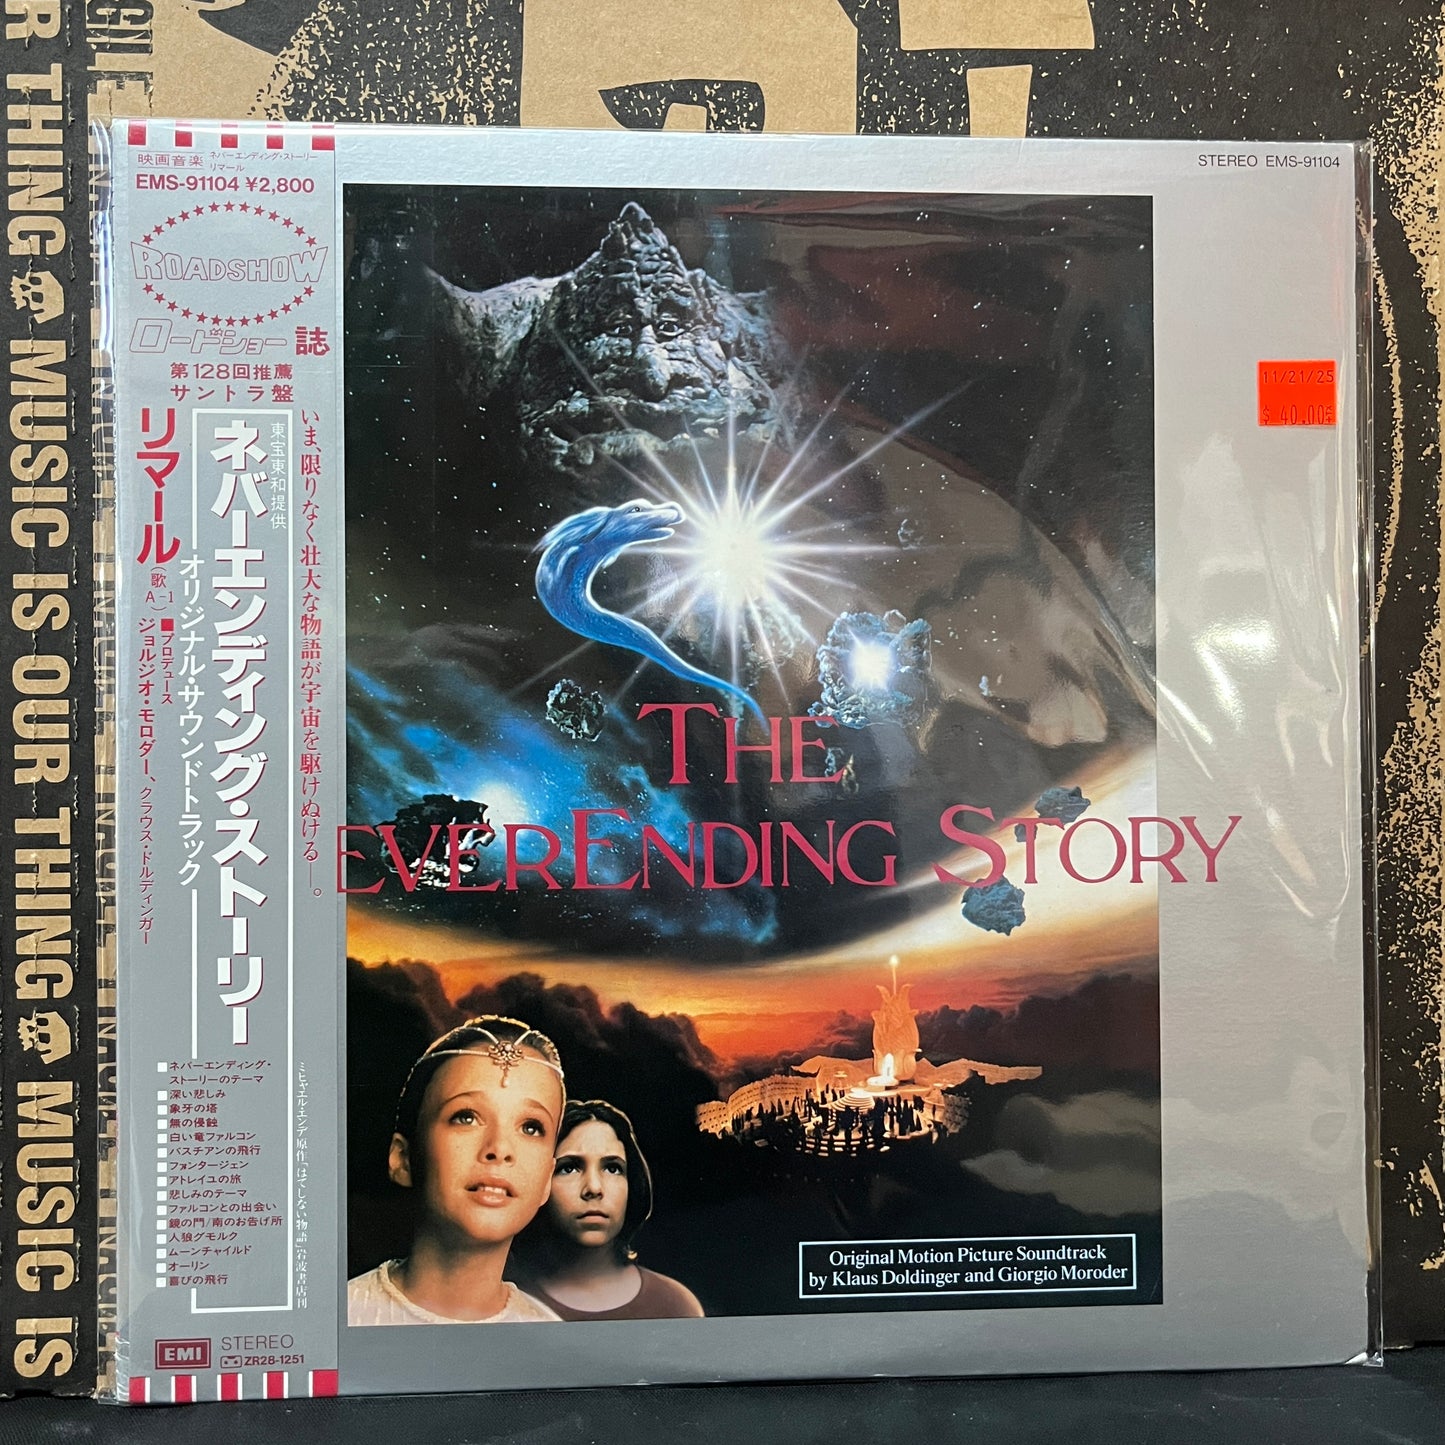 映画音楽
ネバーエンディング・ストーリー
リマール
EMS-91104 ¥2,800
ROADSHOW
ロードショー 誌
第128回推薦
サントラ盤
いま、限りなく壮大な物語が宇宙を駆けぬける—。
東宝東和提供
ネバーエンディング・ストーリー
オリジナル・サウンドトラック
リマール
(歌A-1)
■プロデュース
ジョルジオ・モロダー、クラウス・ドルディンガー
■ネバーエンディング・
ストーリーのテーマ
■深い悲しみ
■象牙の塔
■無の侵蝕
■白い竜ファルコン
■バスチアンの飛行
■フォンタージェン
■アトレイユの旅
■悲しみのテーマ
■ファルコンとの出会い
■鏡の門/南のお告げ所
■人狼グモルク
■ムーンチャイルド
■オーリン
■喜びの飛行
ミヒャエル・エンデ原作「はてしない物語」岩波書店刊
EMI
STEREO
ZR28-1251
STEREO EMS-91104
11/21/25
$ 40.00
THE
EVERENDING STORY
Original Motion Picture Soundtrack
by Klaus Doldinger and Giorgio Moroder
R THING MUSIC IS OUR THING MUSIC IS